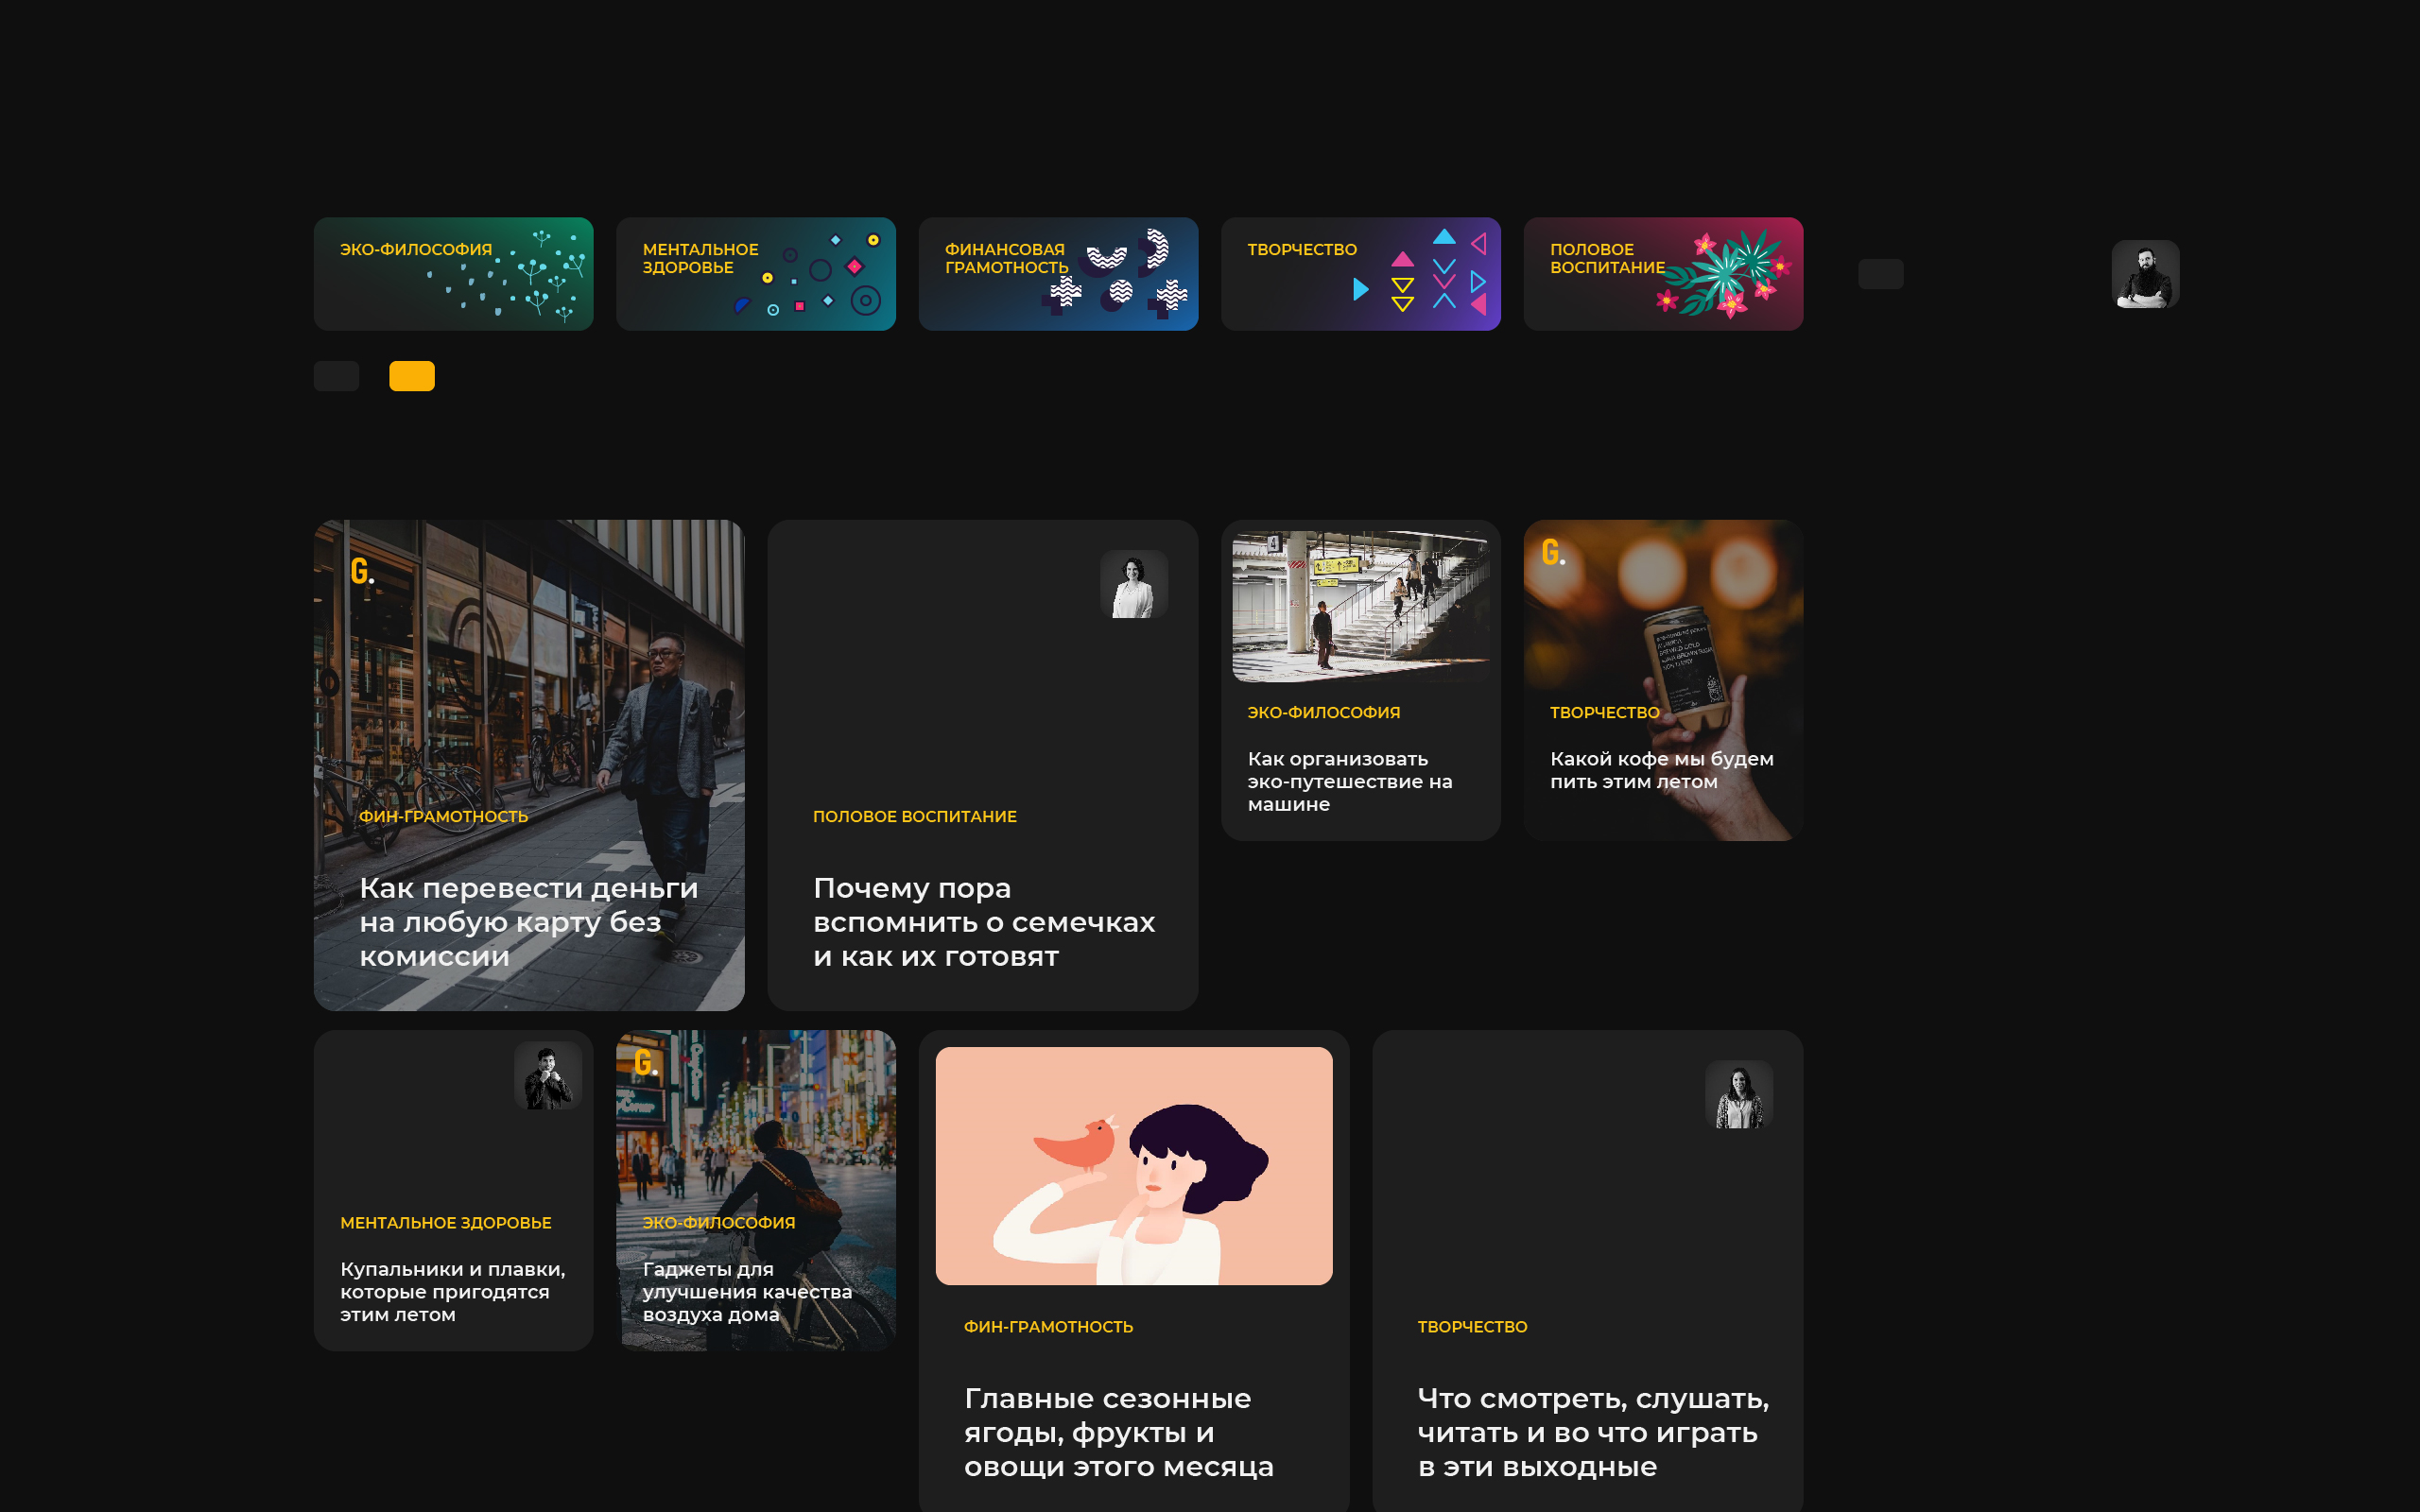 ЭКО-ФИЛОСОФИЯ
МЕНТАЛЬНОЕ
ЗДОРОВЬЕ
ФИНАНСОВАЯ
ГРАМОТНОСТЬ
ТВОРЧЕСТВО
ПОЛОВОЕ
ВОСПИТАНИЕ
G.
ФИН-ГРАМОТНОСТЬ
Как перевести деньги
на любую карту без
комиссии
ПОЛОВОЕ ВОСПИТАНИЕ
Почему пора
вспомнить о семечках
и как их готовят
4
ЭКО-ФИЛОСОФИЯ
Как организовать
эко-путешествие на
машине
G.
ТВОРЧЕСТВО
Какой кофе мы будем
пить этим летом
МЕНТАЛЬНОЕ ЗДОРОВЬЕ
Купальники и плавки,
которые пригодятся
этим летом
G.
ЭКО-ФИЛОСОФИЯ
Гаджеты для
улучшения качества
воздуха дома
ФИН-ГРАМОТНОСТЬ
Главные сезонные
ягоды, фрукты и
овощи этого месяца
ТВОРЧЕСТВО
Что смотреть, слушать,
читать и во что играть
в эти выходные